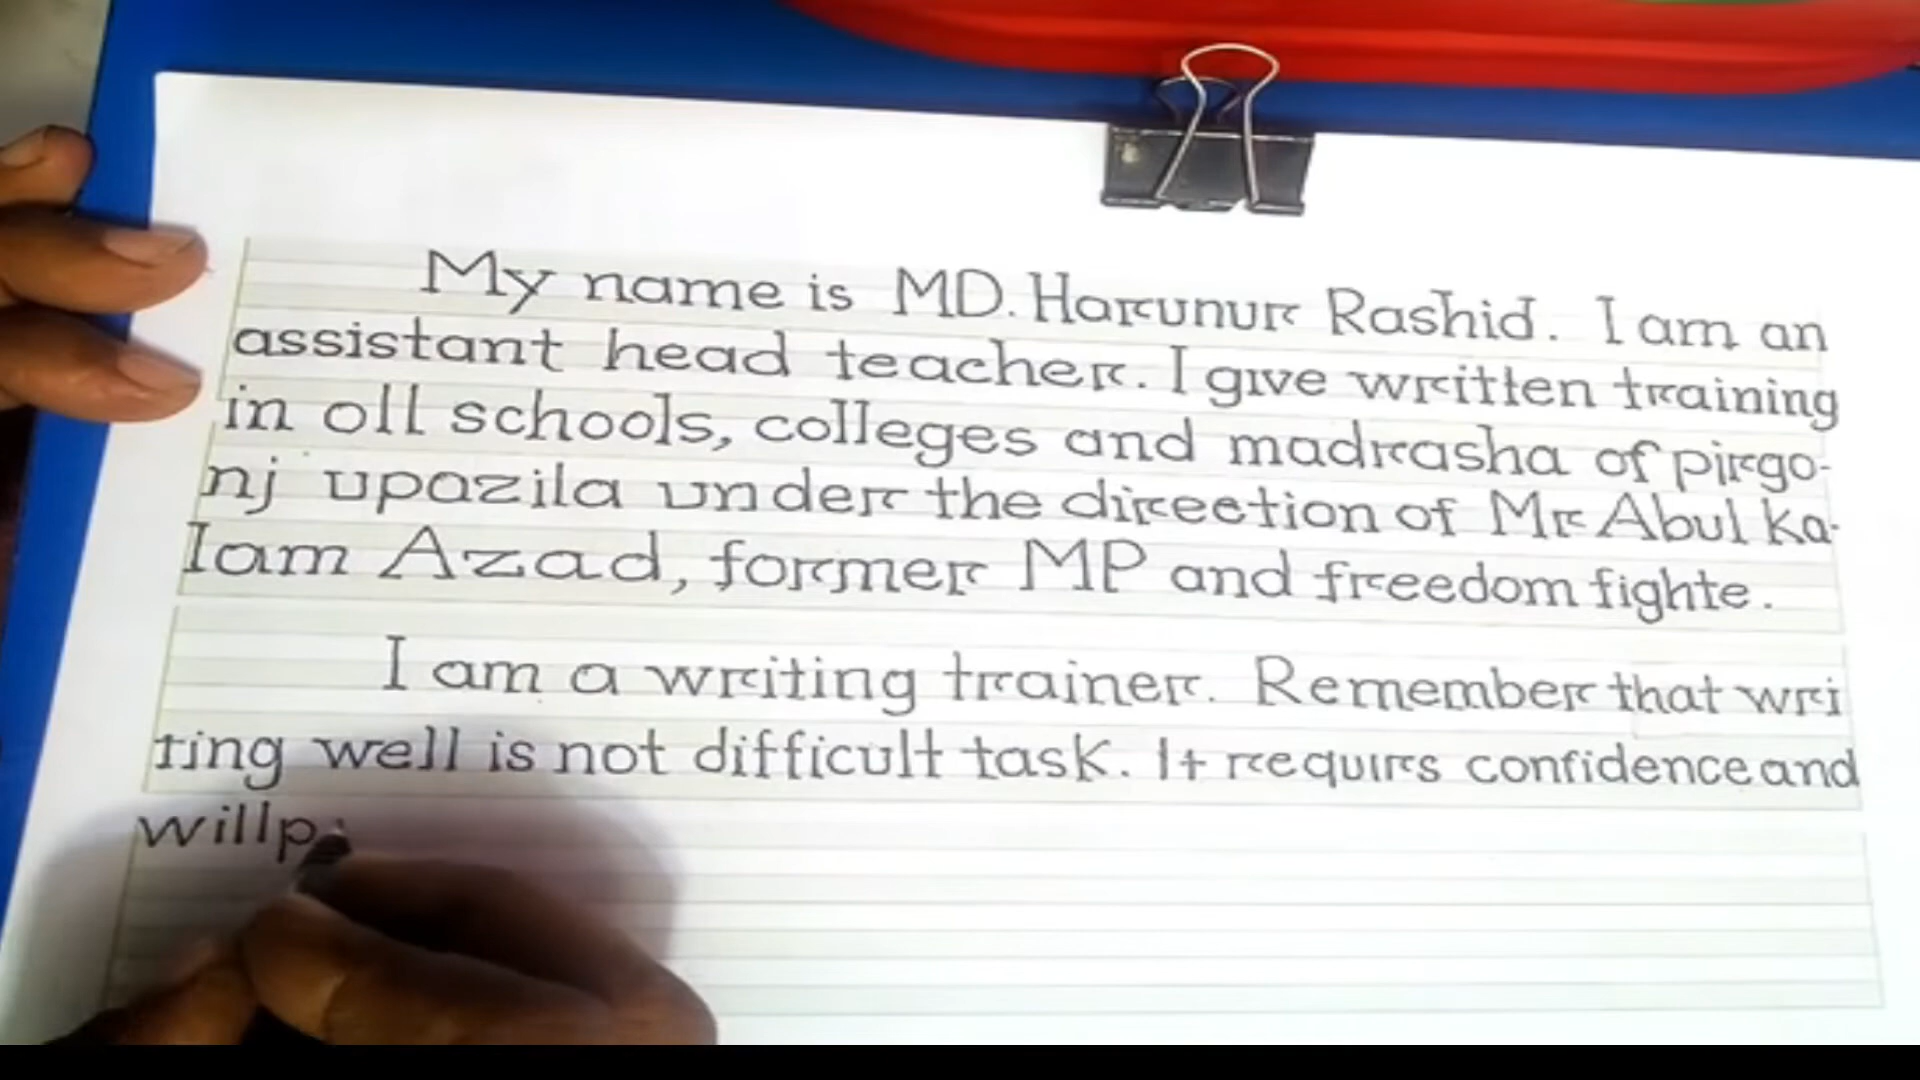 My name is MD. Harunur Rashid. I am an
assistant head teacher. I give written training
in oll schools, colleges and madrasha of pirgo-
nj upazila under the direetion of Mr Abul Ka-
lam Azad, former MP and freedom fighte.
I am a writing trainer. Remember that wri
ting well is not difficult task. It requirs confidence and
willp